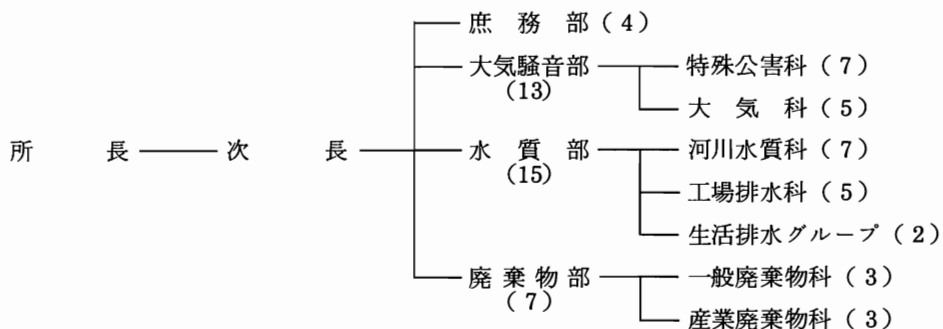 庶務部(4)
大気騒音部 特殊公害科(7)
(13)
大気科(5)
所長 次長 水質部 河川水質科(7)
(15)
工場排水科(5)
生活排水グループ(2)
廃棄物部 一般廃棄物科(3)
(7)
産業廃棄物科(3)